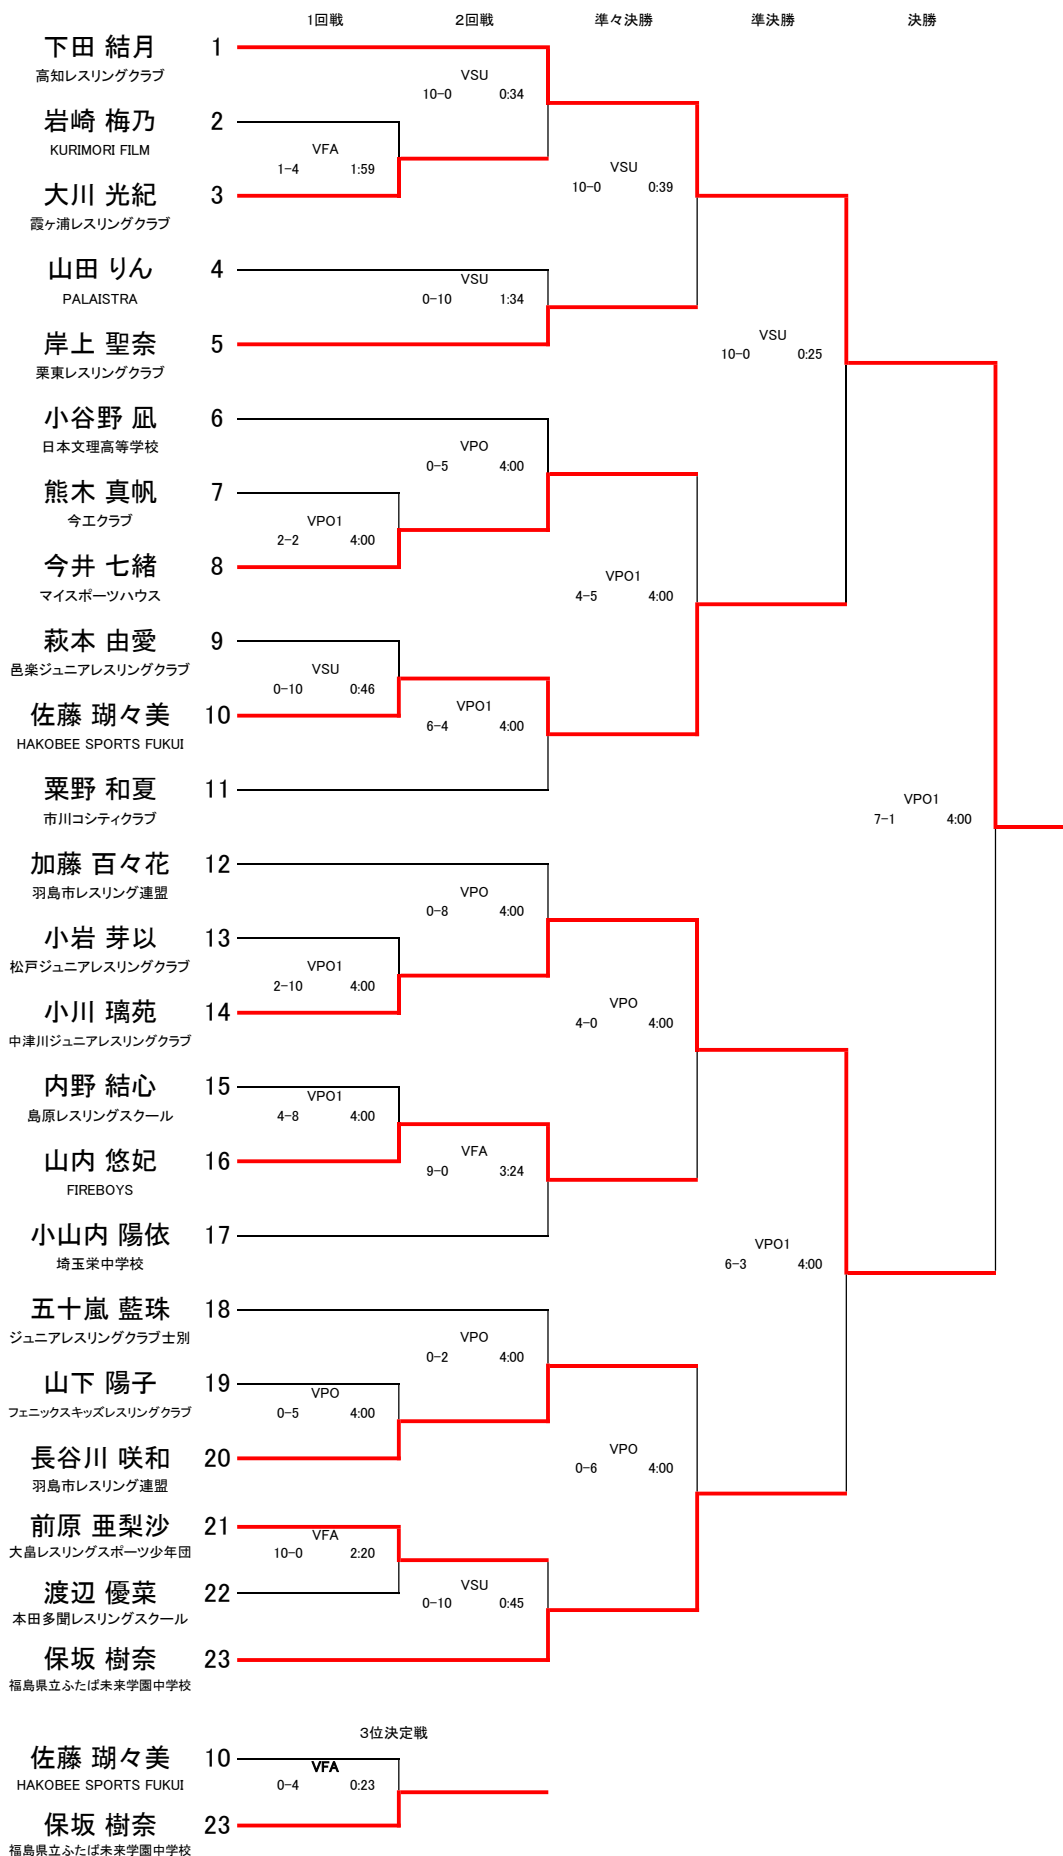 1回戦 2回戦 準々決勝 準決勝 決勝
下田 結月 1
高知レスリングクラブ
VSU
10-0 0:34
岩崎 梅乃 2
KURIMORI FILM
VFA
1-4 1:59
VSU
10-0 0:39
大川 光紀 3
霞ヶ浦レスリングクラブ
山田 りん 4
PALAISTRA
VSU
0-10 1:34
岸上 聖奈 5
栗東レスリングクラブ
VSU
10-0 0:25
小谷野 凪 6
日本文理高等学校
VPO
0-5 4:00
熊木 真帆 7
今工クラブ
VPO1
2-2 4:00
今井 七緒 8
マイスポーツハウス
VPO1
4-5 4:00
萩本 由愛 9
邑楽ジュニアレスリングクラブ
VSU
0-10 0:46
佐藤 瑚々美 10
HAKOBEE SPORTS FUKUI
VPO1
6-4 4:00
粟野 和夏 11
市川コシティクラブ
VPO1
7-1 4:00
加藤 百々花 12
羽島市レスリング連盟
VPO
0-8 4:00
小岩 芽以 13
松戸ジュニアレスリングクラブ
VPO1
2-10 4:00
小川 璃苑 14
中津川ジュニアレスリングクラブ
VPO
4-0 4:00
内野 結心 15
島原レスリングスクール
VPO1
4-8 4:00
山内 悠妃 16
FIREBOYS
VFA
9-0 3:24
小山内 陽依 17
埼玉栄中学校
VPO1
6-3 4:00
五十嵐 藍珠 18
ジュニアレスリングクラブ士別
VPO
0-2 4:00
山下 陽子 19
フェニックスキッズレスリングクラブ
VPO
0-5 4:00
長谷川 咲和 20
羽島市レスリング連盟
VPO
0-6 4:00
前原 亜梨沙 21
大畠レスリングスポーツ少年団
VFA
10-0 2:20
渡辺 優菜 22
本田多聞レスリングスクール
VSU
0-10 0:45
保坂 樹奈 23
福島県立ふたば未来学園中学校
3位決定戦
佐藤 瑚々美 10
HAKOBEE SPORTS FUKUI
VFA
0-4 0:23
保坂 樹奈 23
福島県立ふたば未来学園中学校